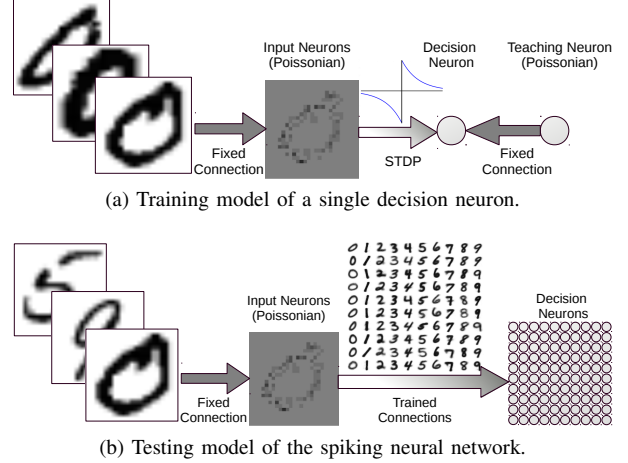 Input Neurons
(Poissonian)
Decision
Neuron
Teaching Neuron
(Poissonian)
Fixed
Connection
STDP
Fixed
Connection
(a) Training model of a single decision neuron.
0 1 2 3 4 5 6 7 8 9
0 1 2 3 4 5 6 7 8 9
0 1 2 3 4 5 6 7 8 9
0 1 2 3 4 5 6 7 8 9
0 1 2 3 4 5 6 7 8 9
0 1 2 3 4 5 6 7 8 9
0 1 2 3 4 5 6 7 8 9
0 1 2 3 4 5 6 7 8 9
0 1 2 3 4 5 6 7 8 9
0 1 2 3 4 5 6 7 8 9
Input Neurons
(Poissonian)
Decision
Neurons
Fixed
Connection
Trained
Connections
(b) Testing model of the spiking neural network.